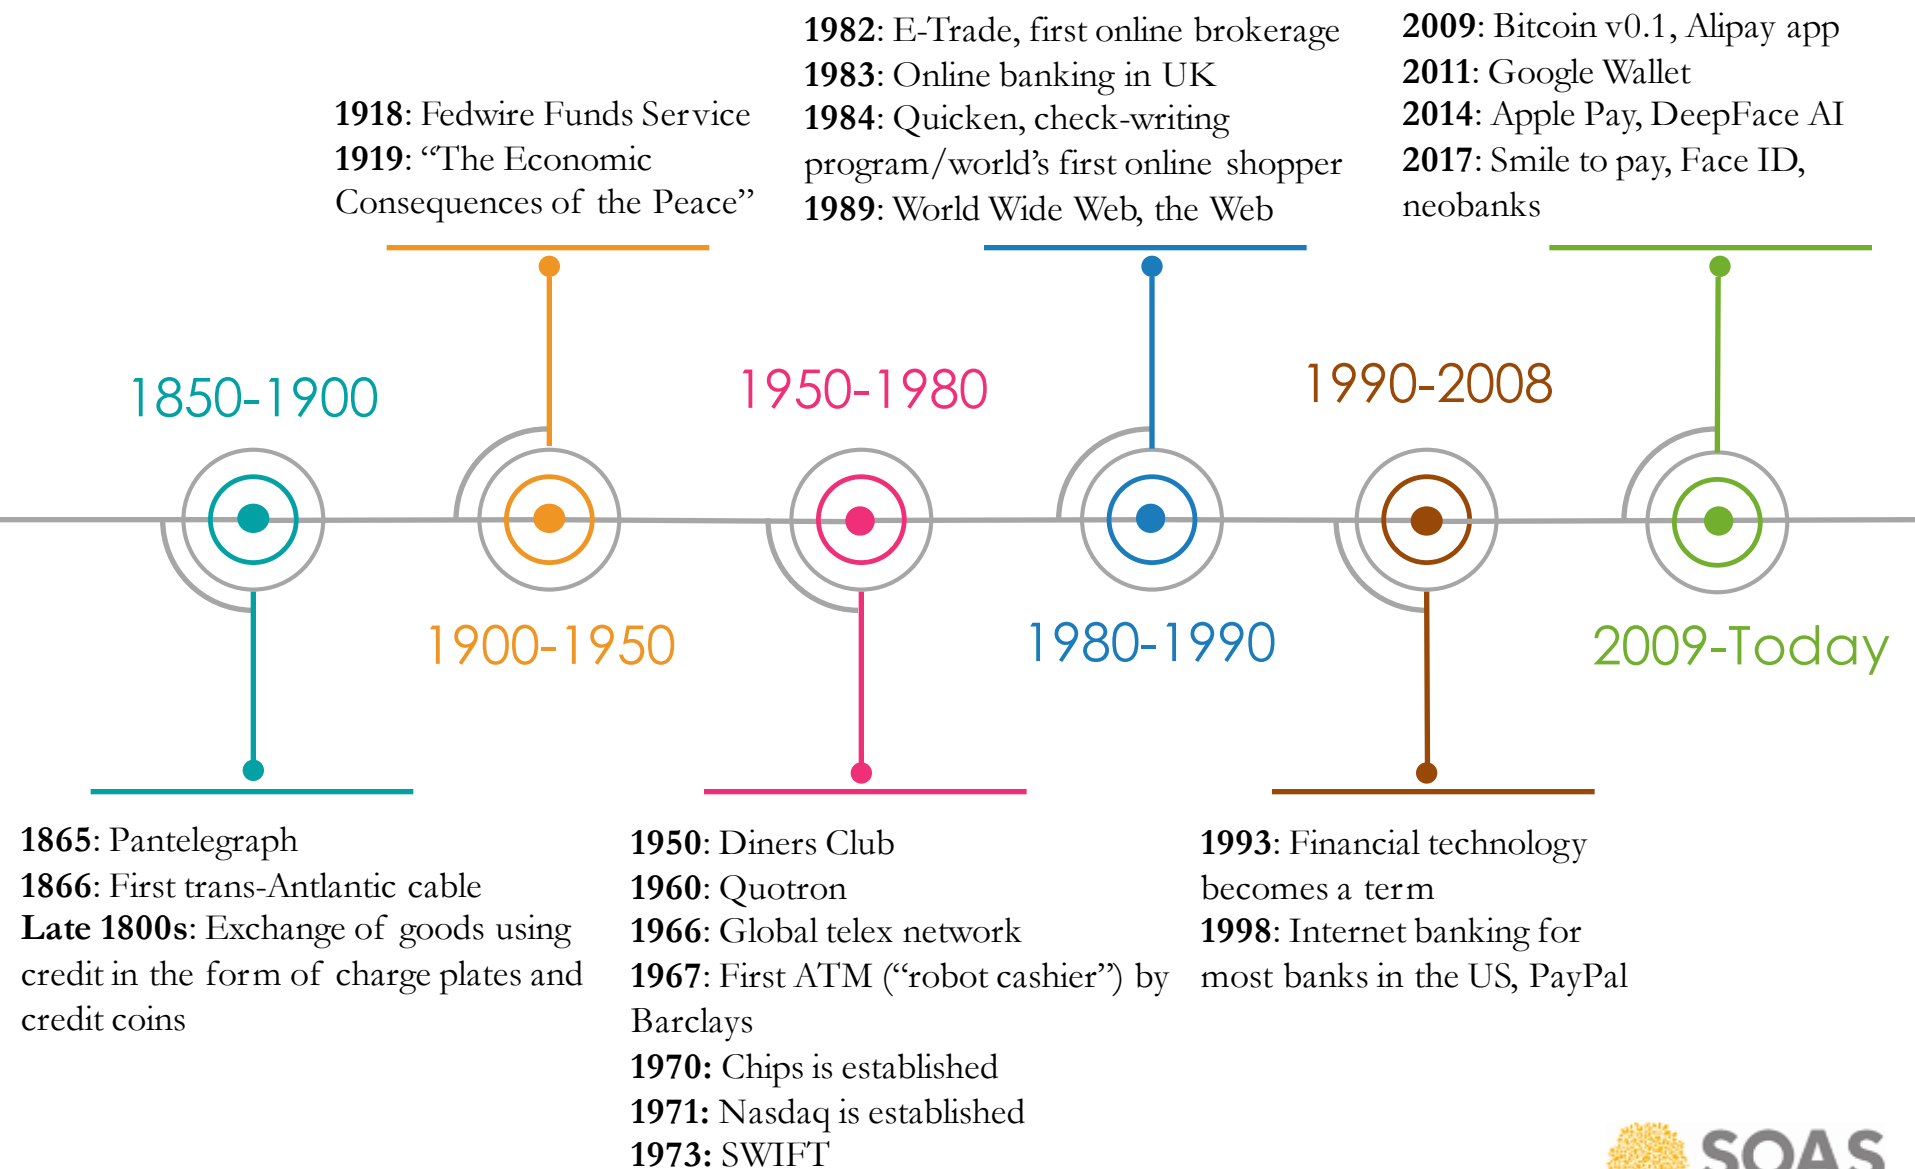 1850-1900
1865: Pantelegraph
1866: First trans-Antlantic cable
Late 1800s: Exchange of goods using
credit in the form of charge plates and
credit coins
1918: Fedwire Funds Service
1919: “The Economic
Consequences of the Peace”
1900-1950
1950-1980
1950: Diners Club
1960: Quotron
1966: Global telex network
1967: First ATM (“robot cashier”) by
Barclays
1970: Chips is established
1971: Nasdaq is established
1973: SWIFT
1982: E-Trade, first online brokerage
1983: Online banking in UK
1984: Quicken, check-writing
program/world’s first online shopper
1989: World Wide Web, the Web
1980-1990
1990-2008
1993: Financial technology
becomes a term
1998: Internet banking for
most banks in the US, PayPal
2009: Bitcoin v0.1, Alipay app
2011: Google Wallet
2014: Apple Pay, DeepFace AI
2017: Smile to pay, Face ID,
neobanks
2009-Today
SOAS